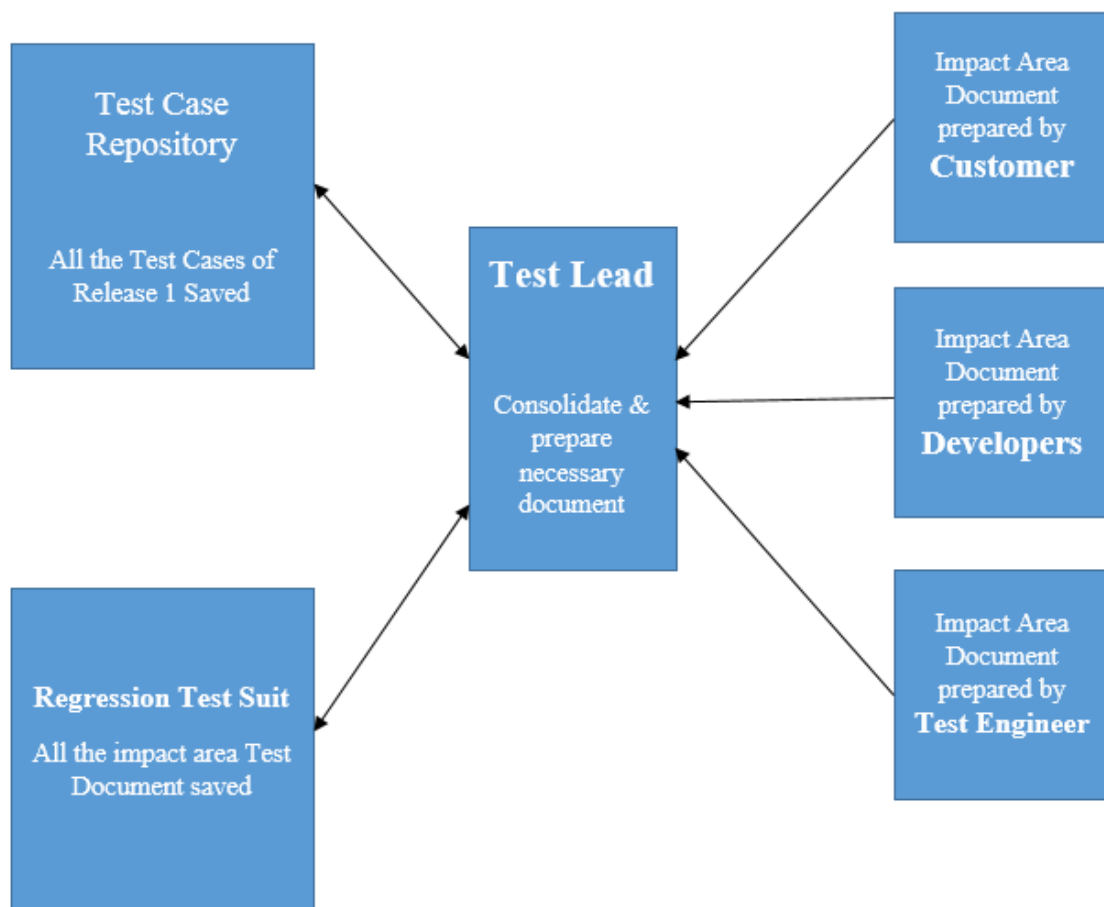 Test Case
Repository
All the Test Cases of
Release 1 Saved
Regression Test Suit
All the impact area Test
Document saved
Test Lead
Consolidate &
prepare
necessary
document
Impact Area
Document
prepared by
Customer
Impact Area
Document
prepared by
Developers
Impact Area
Document
prepared by
Test Engineer